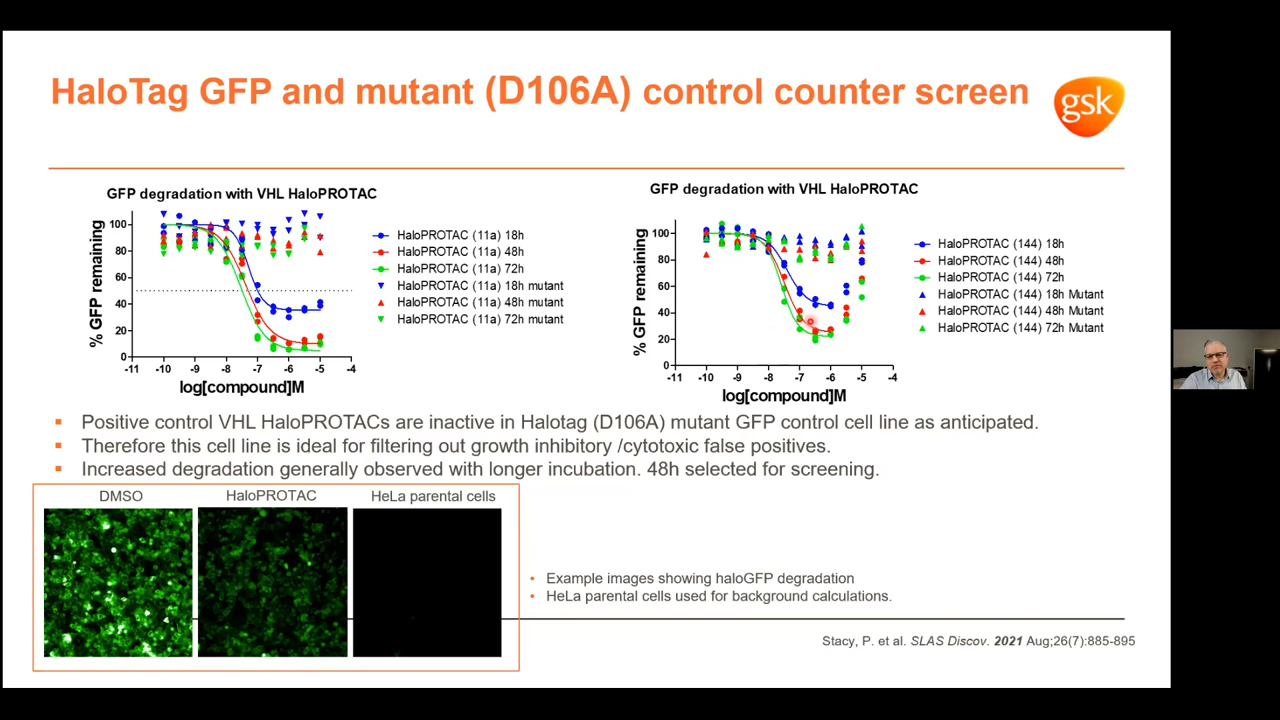 HaloTag GFP and mutant (D106A) control counter screen
gsk
GFP degradation with VHL HaloPROTAC
% GFP remaining
100
80
60
40
20
0
-11 -10 -9 -8 -7 -6 -5 -4
log[compound]M
HaloPROTAC (11a) 18h
HaloPROTAC (11a) 48h
HaloPROTAC (11a) 72h
HaloPROTAC (11a) 18h mutant
HaloPROTAC (11a) 48h mutant
HaloPROTAC (11a) 72h mutant
GFP degradation with VHL HaloPROTAC
% GFP remaining
100
80
60
40
20
0
-11 -10 -9 -8 -7 -6 -5 -4
log[compound]M
HaloPROTAC (144) 18h
HaloPROTAC (144) 48h
HaloPROTAC (144) 72h
HaloPROTAC (144) 18h Mutant
HaloPROTAC (144) 48h Mutant
HaloPROTAC (144) 72h Mutant
Positive control VHL HaloPROTACs are inactive in Halotag (D106A) mutant GFP control cell line as anticipated.
Therefore this cell line is ideal for filtering out growth inhibitory /cytotoxic false positives.
Increased degradation generally observed with longer incubation. 48h selected for screening.
DMSO HaloPROTAC HeLa parental cells
Example images showing haloGFP degradation
HeLa parental cells used for background calculations.
Stacy, P. et al. SLAS Discov. 2021 Aug;26(7):885-895